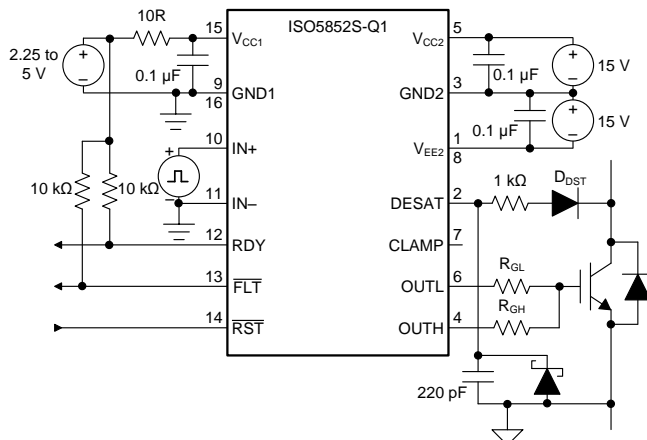 ISO5852S-Q1
10R
15
VCC1
5
VCC2
2.25 to
5 V
0.1 µF
0.1 µF
15 V
9
GND1
3
GND2
16
10
IN+
0.1 µF
15 V
1
VEE2
8
10 kΩ
10 kΩ
11
IN–
2
DESAT
1 kΩ
DDST
12
RDY
7
CLAMP
13
FLT
6
OUTL
RGL
14
RST
4
OUTH
RGH
220 pF
+
–
+
–
+
–
+
–